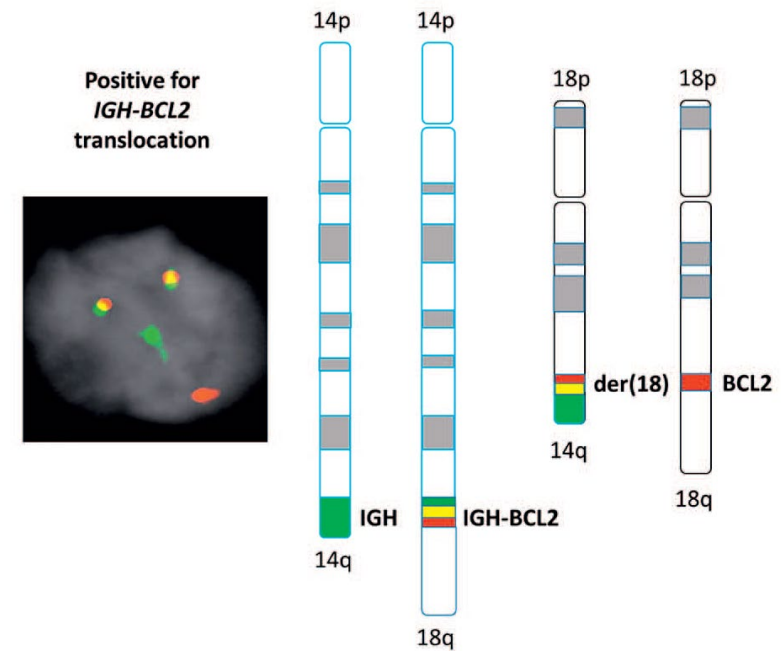 Positive for
IGH-BCL2
translocation
14p
14p
18p
18p
der(18)
BCL2
14q
18q
IGH
IGH-BCL2
14q
18q